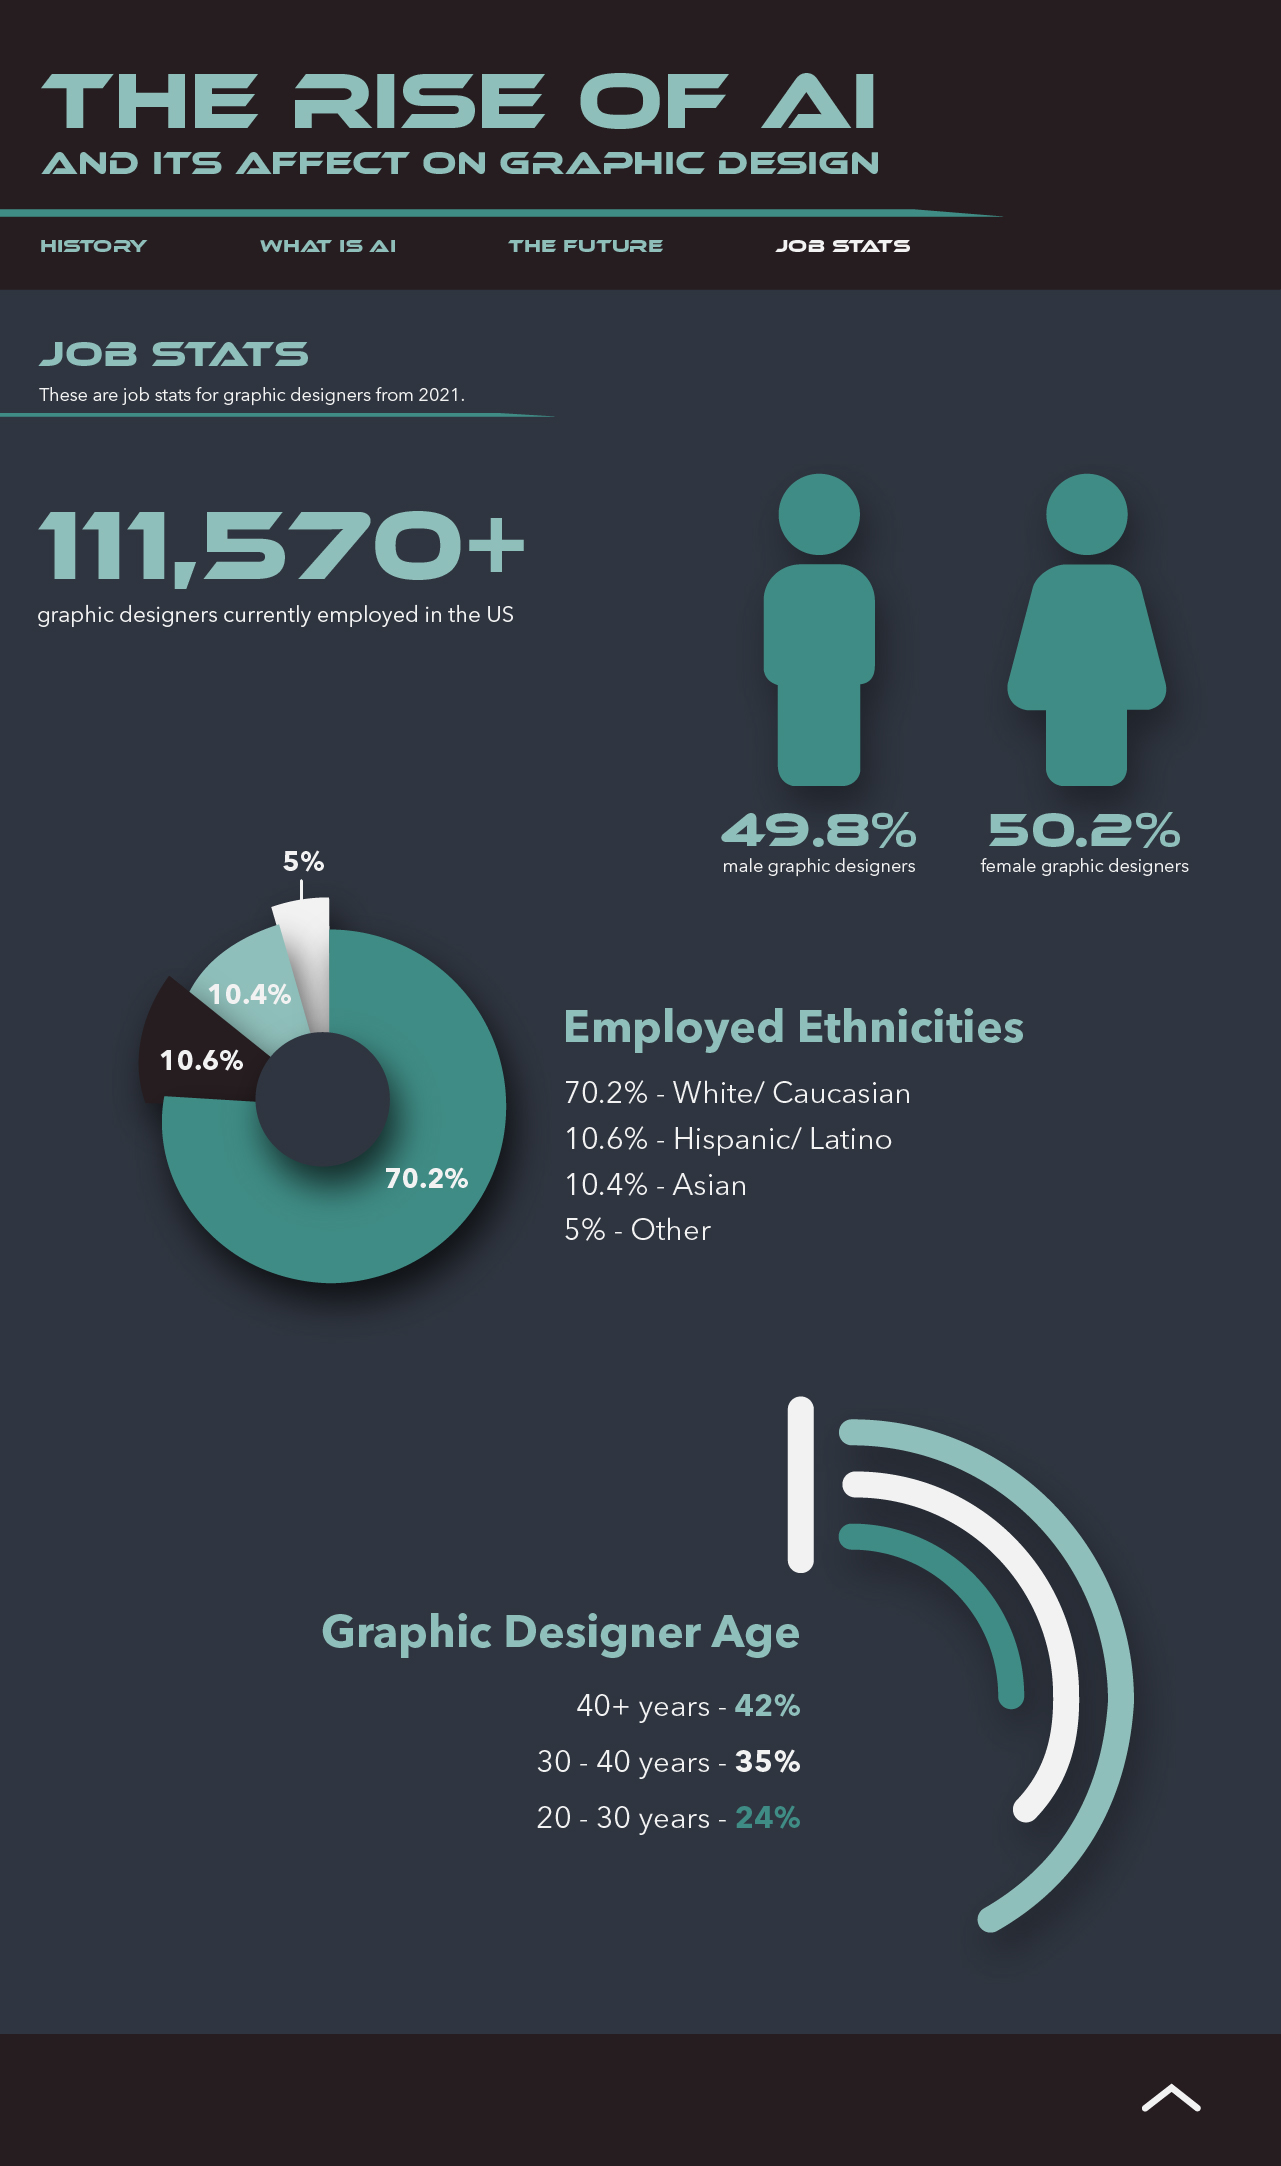 THE RISE OF AI
AND ITS AFFECT ON GRAPHIC DESIGN
HISTORY
WHAT IS AI
THE FUTURE
JOB STATS
JOB STATS
These are job stats for graphic designers from 2021.
111,570+
graphic designers currently employed in the US
49.8%
male graphic designers
50.2%
female graphic designers
5%
10.4%
10.6%
70.2%
Employed Ethnicities
70.2% - White/ Caucasian
10.6% - Hispanic/ Latino
10.4% - Asian
5% - Other
Graphic Designer Age
40+ years - 42%
30 - 40 years - 35%
20 - 30 years - 24%